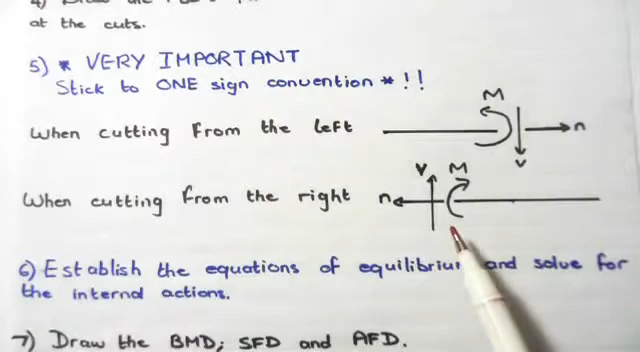 at the cuts.
5) * VERY IMPORTANT
Stick to ONE sign convention * !!
When cutting from the left
M
n
V
When cutting from the right
V M
n
6) Establish the equations of equilibriu and solve for
the internal actions.
7) Draw the BMD; SFD and AFD.